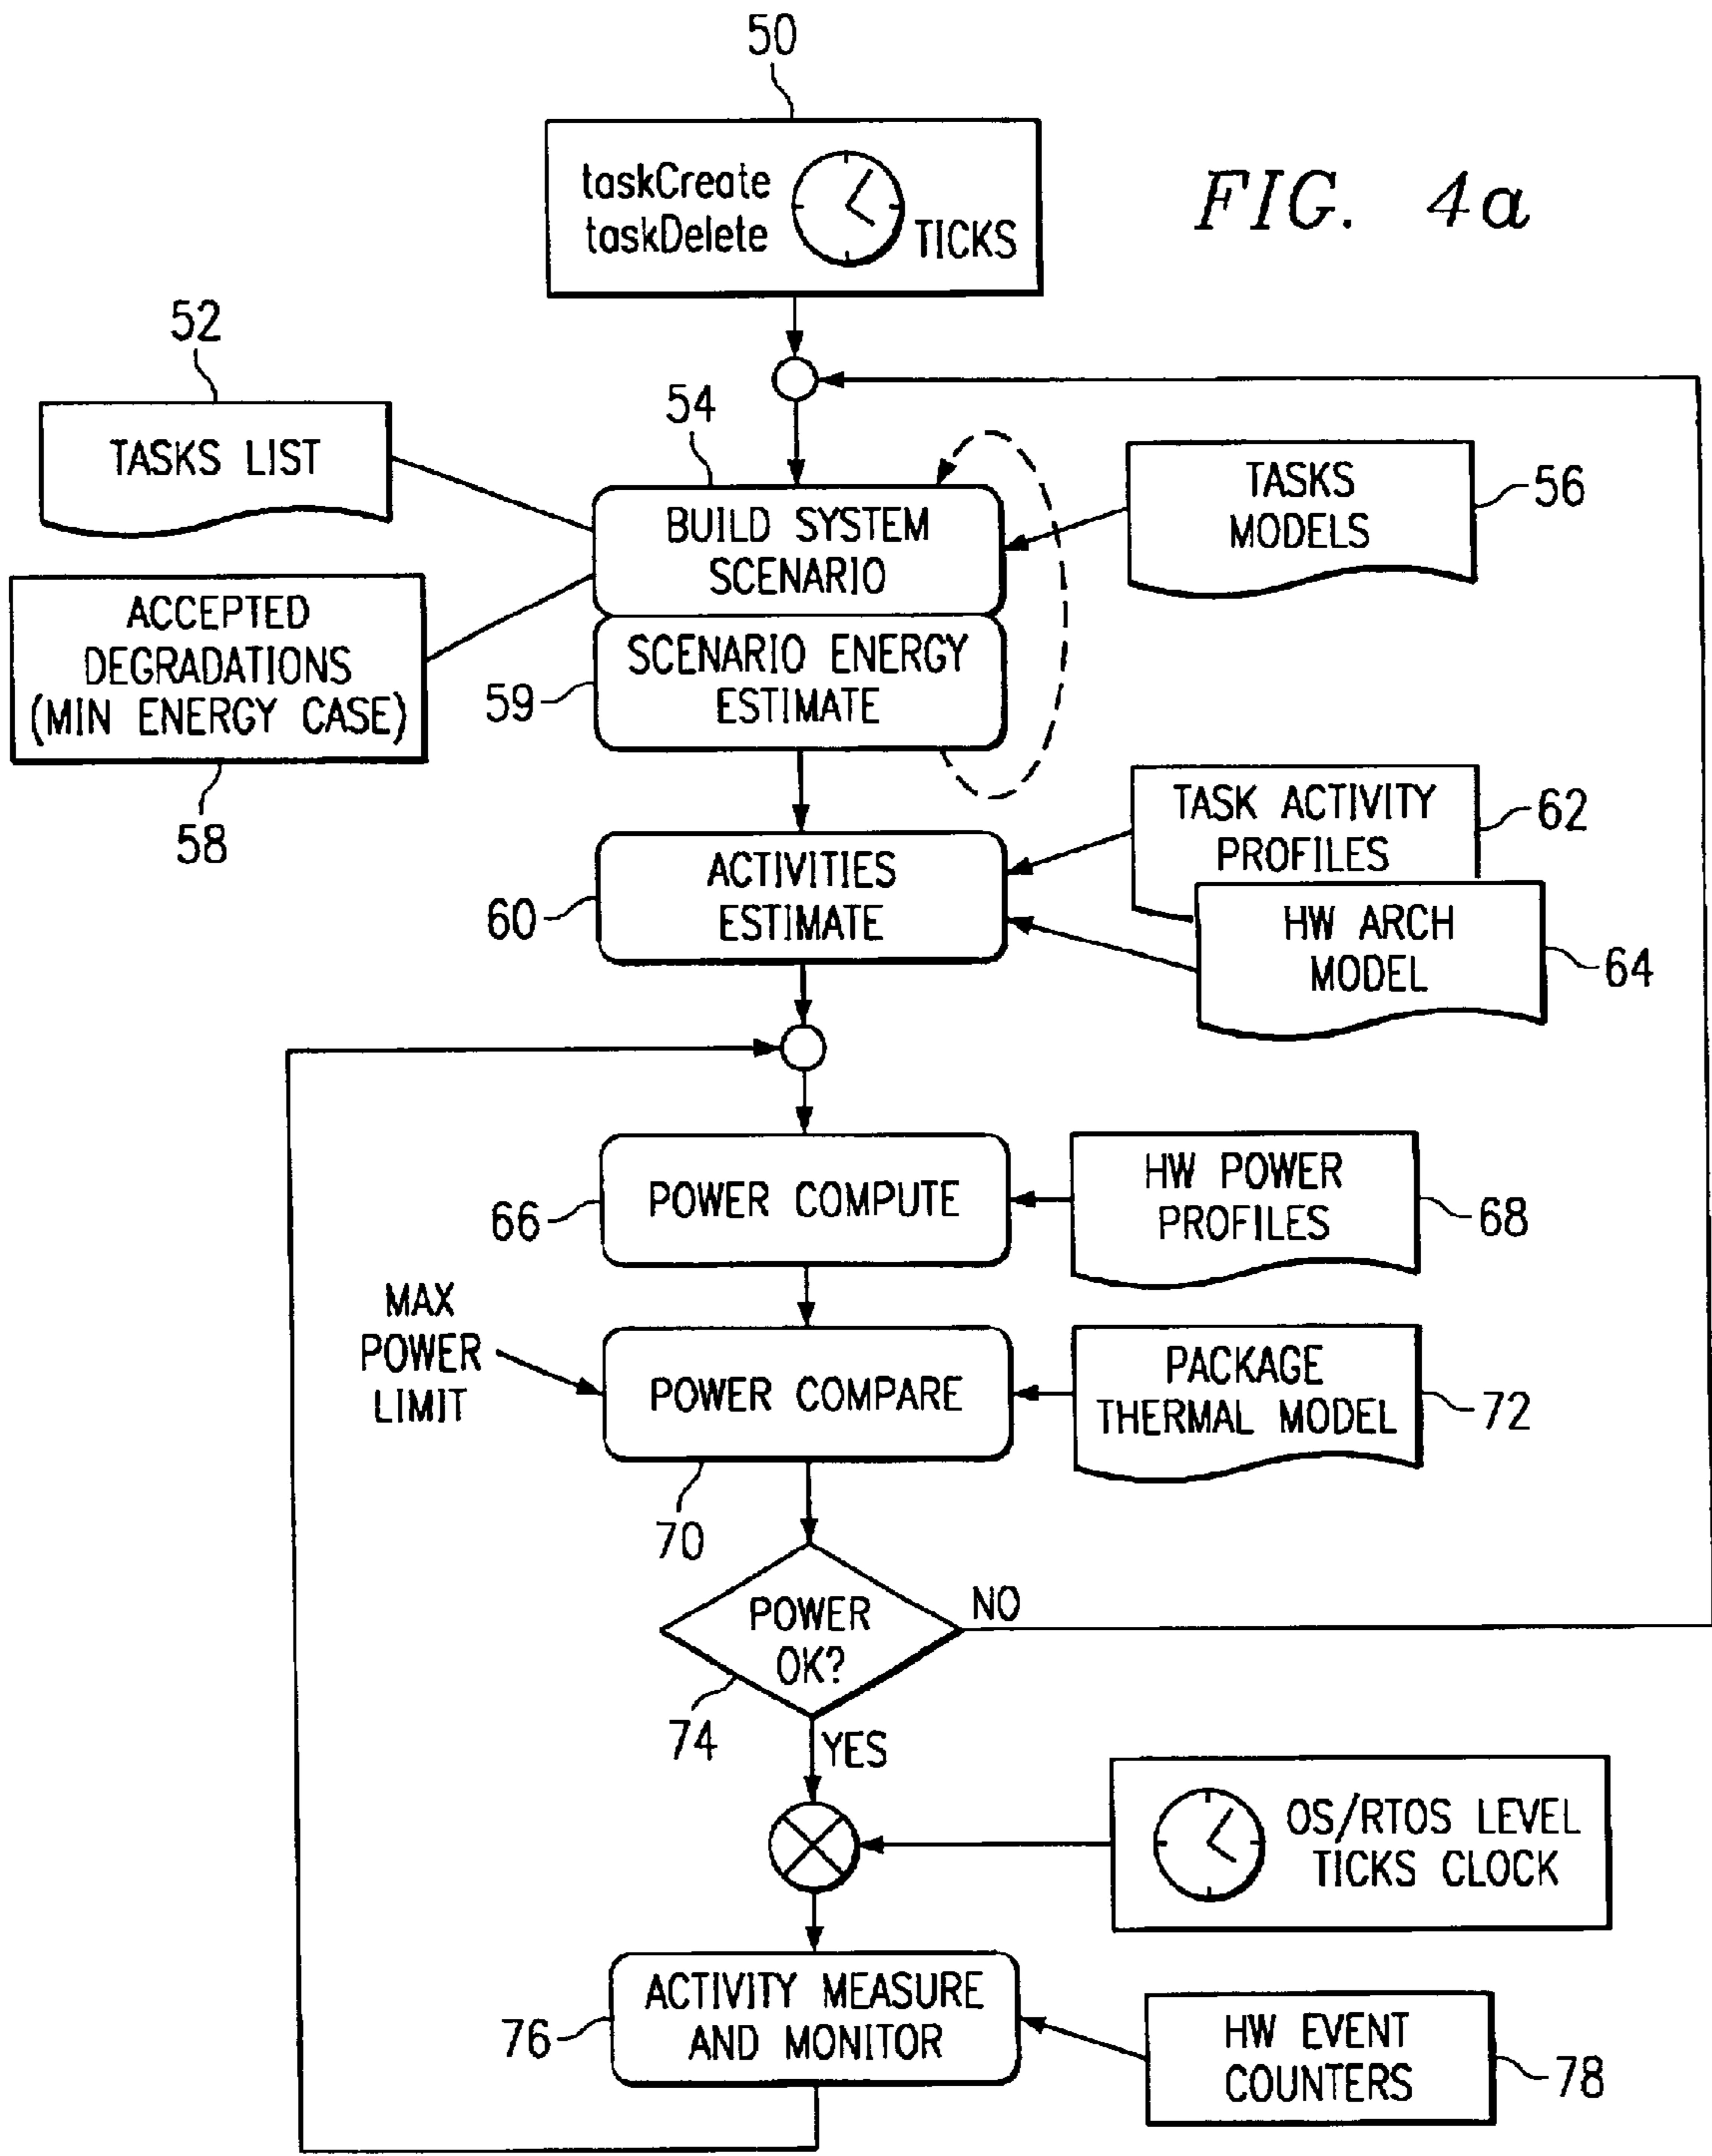 50
taskCreate
taskDelete
TICKS
FIG. 4a
52
TASKS LIST
54
BUILD SYSTEM
SCENARIO
TASKS
MODELS
56
ACCEPTED
DEGRADATIONS
(MIN ENERGY CASE)
58
SCENARIO ENERGY
ESTIMATE
59
TASK ACTIVITY
PROFILES
62
ACTIVITIES
ESTIMATE
60
HW ARCH
MODEL
64
POWER COMPUTE
66
HW POWER
PROFILES
68
MAX
POWER
LIMIT
POWER COMPARE
70
PACKAGE
THERMAL MODEL
72
POWER
OK?
NO
74
YES
OS/RTOS LEVEL
TICKS CLOCK
ACTIVITY MEASURE
AND MONITOR
76
HW EVENT
COUNTERS
78